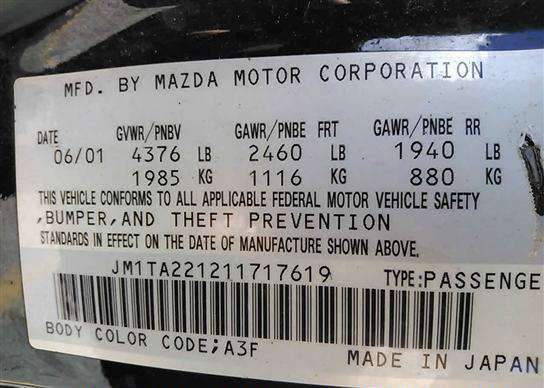 MFD. BY MAZDA MOTOR CORPORATION
DATE GVWR/PNBV GAWR/PNBE FRT GAWR/PNBE RR
06/01 4376 LB 2460 LB 1940 LB
1985 KG 1116 KG 880 KG
THIS VEHICLE CONFORMS TO ALL APPLICABLE FEDERAL MOTOR VEHICLE SAFETY
,BUMPER,AND THEFT PREVENTION
STANDARDS IN EFFECT ON THE DATE OF MANUFACTURE SHOWN ABOVE.
JM1TA221211717619 TYPE:PASSENGE
BODY COLOR CODE;A3F MADE IN JAPAN